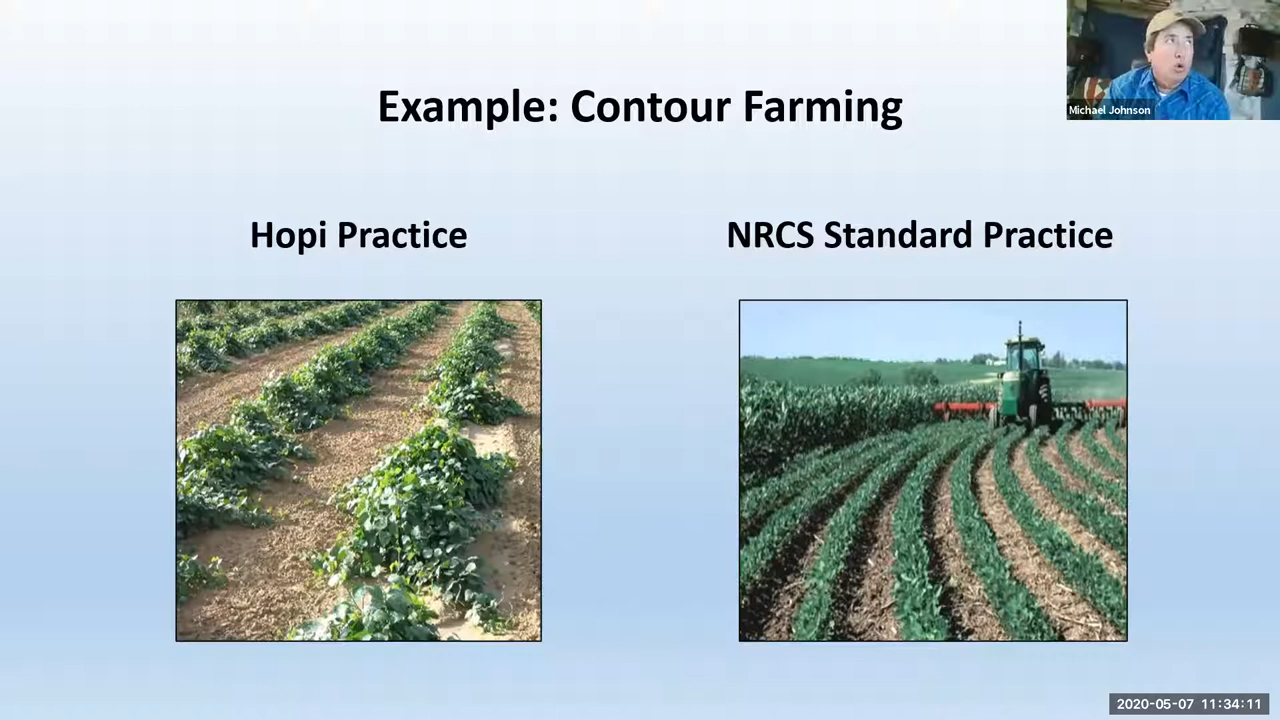 Michael Johnson
Example: Contour Farming
Hopi Practice
NRCS Standard Practice
2020-05-07 11:34:11